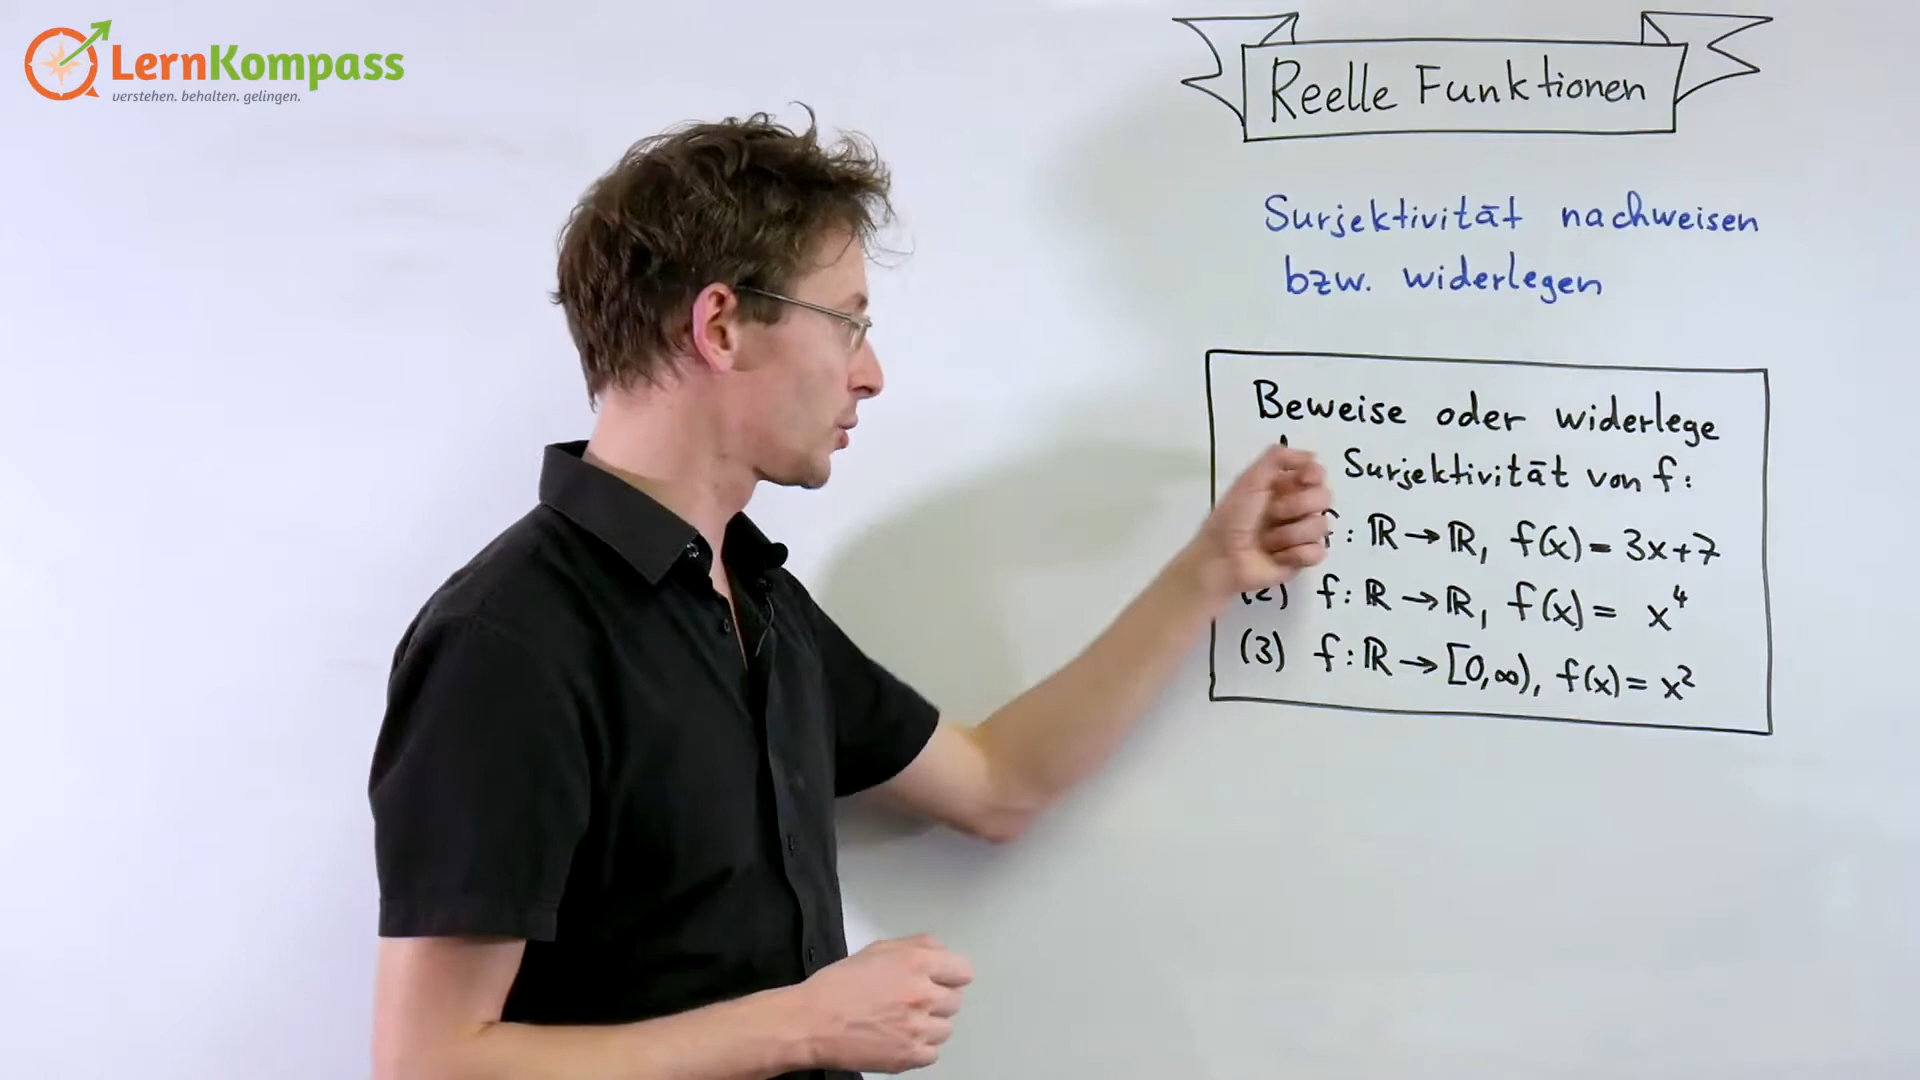 LernKompass
verstehen. behalten. gelingen.
Reelle Funktionen
Surjektivität nachweisen
bzw. widerlegen
Beweise oder widerlege
Surjektivität von f:
f: ℝ → ℝ, f(x) = 3x+7
(2) f: ℝ → ℝ, f(x) = x⁴
(3) f: ℝ → [0,∞), f(x) = x²